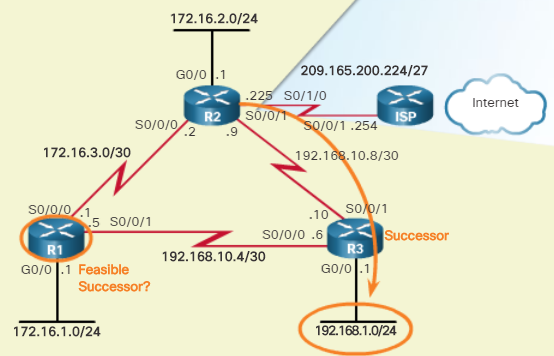 172.16.2.0/24
G0/0 .1
209.165.200.224/27
.225 S0/1/0
Internet
R2
ISP
S0/0/1
S0/0/1 .254
S0/0/0
.2
.9
172.16.3.0/30
192.168.10.8/30
S0/0/0 .1
.5 S0/0/1
.10 S0/0/1
S0/0/0 .6
Successor
R1
R3
192.168.10.4/30
G0/0 .1
Feasible
Successor?
G0/0 .1
172.16.1.0/24
192.168.1.0/24